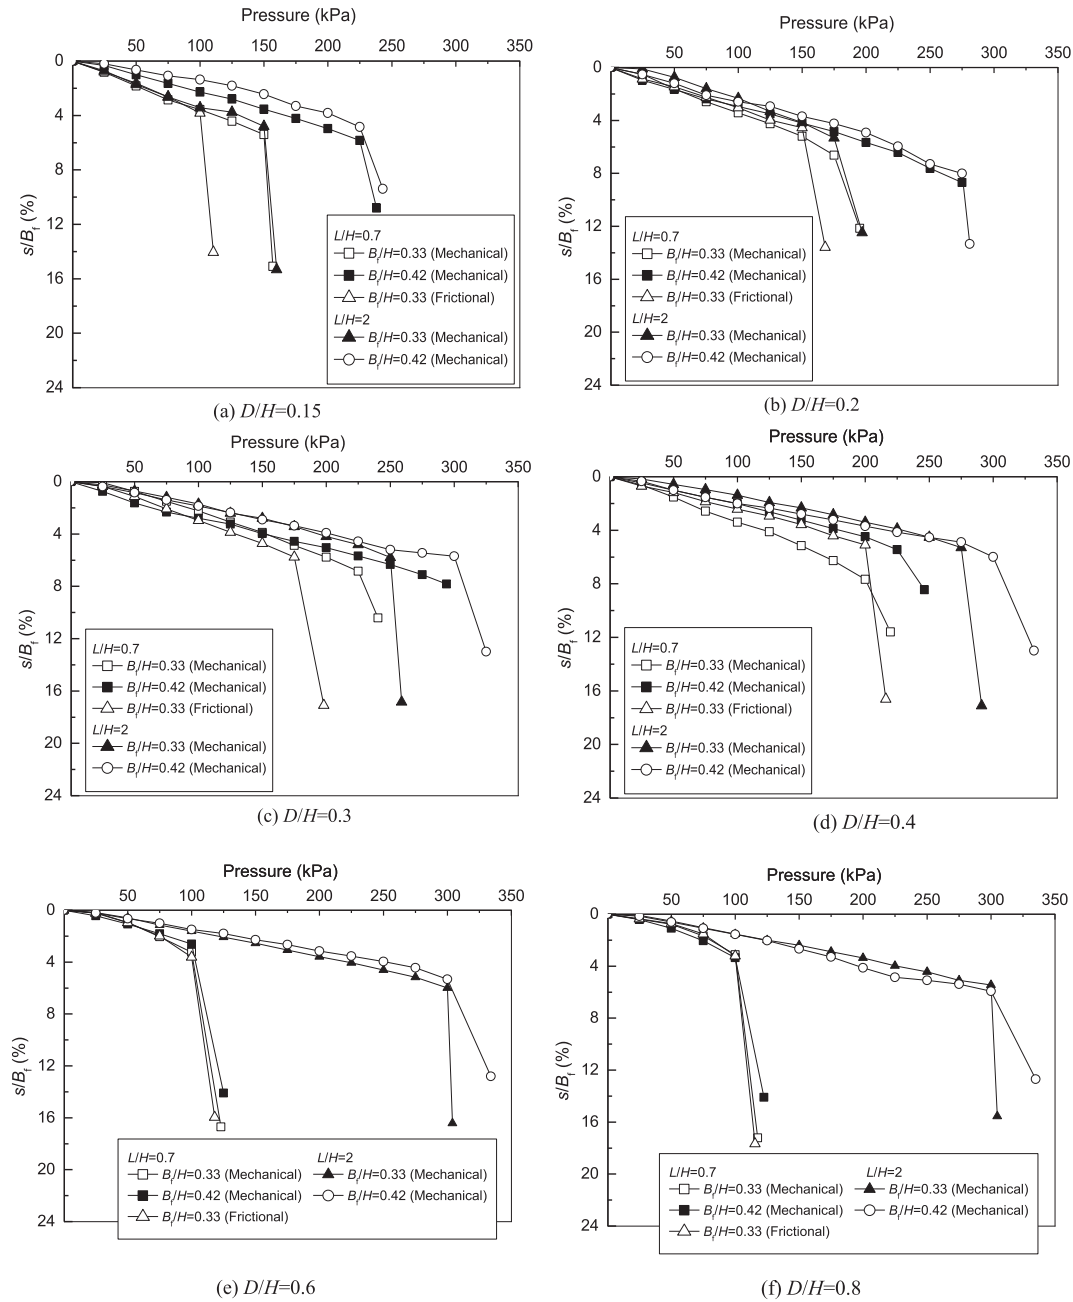 Pressure (kPa)
50 100 150 200 250 300 350
0
4
8
12
16
20
24
s/Bf (%)
L/H=0.7
Bf/H=0.33 (Mechanical)
Bf/H=0.42 (Mechanical)
Bf/H=0.33 (Frictional)
L/H=2
Bf/H=0.33 (Mechanical)
Bf/H=0.42 (Mechanical)
(a) D/H=0.15
Pressure (kPa)
50 100 150 200 250 300 350
0
4
8
12
16
20
24
s/Bf (%)
L/H=0.7
Bf/H=0.33 (Mechanical)
Bf/H=0.42 (Mechanical)
Bf/H=0.33 (Frictional)
L/H=2
Bf/H=0.33 (Mechanical)
Bf/H=0.42 (Mechanical)
(b) D/H=0.2
Pressure (kPa)
50 100 150 200 250 300 350
0
4
8
12
16
20
24
s/Bf (%)
L/H=0.7
Bf/H=0.33 (Mechanical)
Bf/H=0.42 (Mechanical)
Bf/H=0.33 (Frictional)
L/H=2
Bf/H=0.33 (Mechanical)
Bf/H=0.42 (Mechanical)
(c) D/H=0.3
Pressure (kPa)
50 100 150 200 250 300 350
0
4
8
12
16
20
24
s/Bf (%)
L/H=0.7
Bf/H=0.33 (Mechanical)
Bf/H=0.42 (Mechanical)
Bf/H=0.33 (Frictional)
L/H=2
Bf/H=0.33 (Mechanical)
Bf/H=0.42 (Mechanical)
(d) D/H=0.4
Pressure (kPa)
50 100 150 200 250 300 350
0
4
8
12
16
20
24
s/Bf (%)
L/H=0.7 L/H=2
Bf/H=0.33 (Mechanical) Bf/H=0.33 (Mechanical)
Bf/H=0.42 (Mechanical) Bf/H=0.42 (Mechanical)
Bf/H=0.33 (Frictional)
(e) D/H=0.6
Pressure (kPa)
50 100 150 200 250 300 350
0
4
8
12
16
20
24
s/Bf (%)
L/H=0.7 L/H=2
Bf/H=0.33 (Mechanical) Bf/H=0.33 (Mechanical)
Bf/H=0.42 (Mechanical) Bf/H=0.42 (Mechanical)
Bf/H=0.33 (Frictional)
(f) D/H=0.8